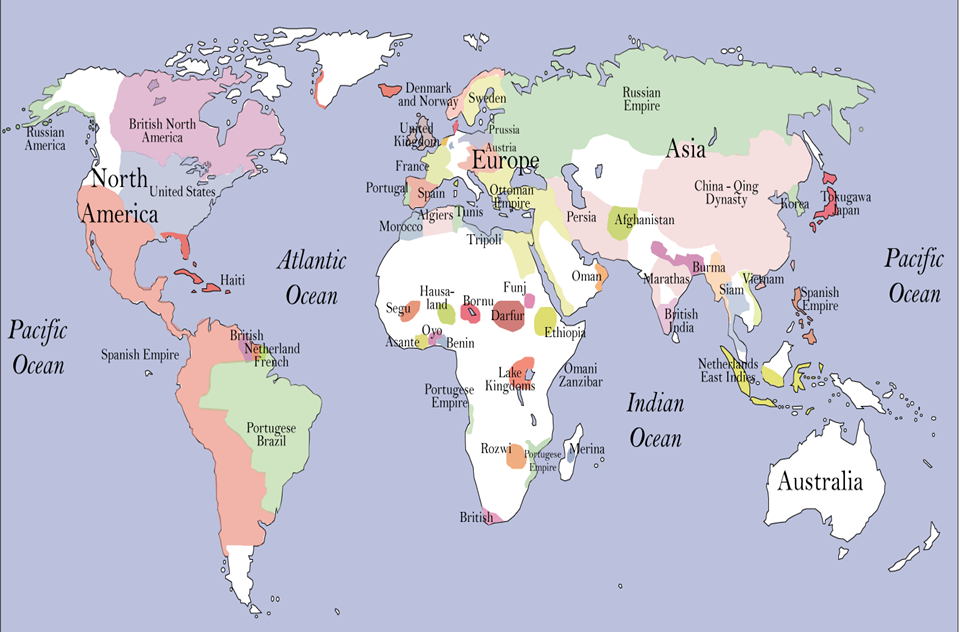 Russian
America
British North
America
North
America
United States
Atlantic
Ocean
Pacific
Ocean
Haiti
Spanish Empire
British
Netherland
French
Portugese
Brazil
Denmark
and Norway
Sweden
United
Kingdom
Prussia
Austria
Europe
France
Portugal
Spain
Ottoman
Empire
Algiers
Tunis
Morocco
Tripoli
Russian
Empire
Asia
China - Qing
Dynasty
Korea
Tokugawa
Japan
Persia
Afghanistan
Oman
Marathas
Burma
Siam
Vietnam
British
India
Spanish
Empire
Pacific
Ocean
Segu
Hausa-
land
Bornu
Funj
Darfur
Ethiopia
Asante
Oyo
Benin
Lake
Kingdoms
Omani
Zanzibar
Portugese
Empire
Rozwi
Portugese
Empire
Merina
British
Indian
Ocean
Netherlands
East Indies
Australia